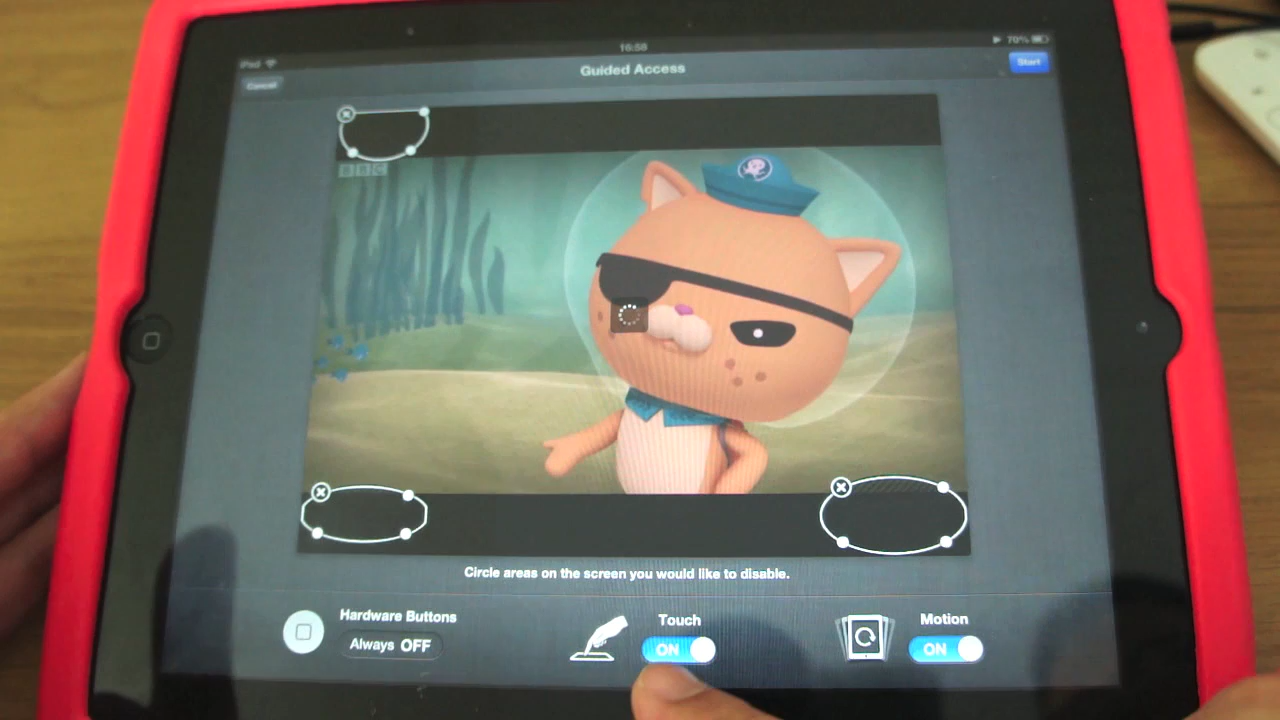 iPad
16:58
70%
Cancel
Guided Access
Start
BBC
Circle areas on the screen you would like to disable.
Hardware Buttons
Always OFF
Touch
ON
Motion
ON